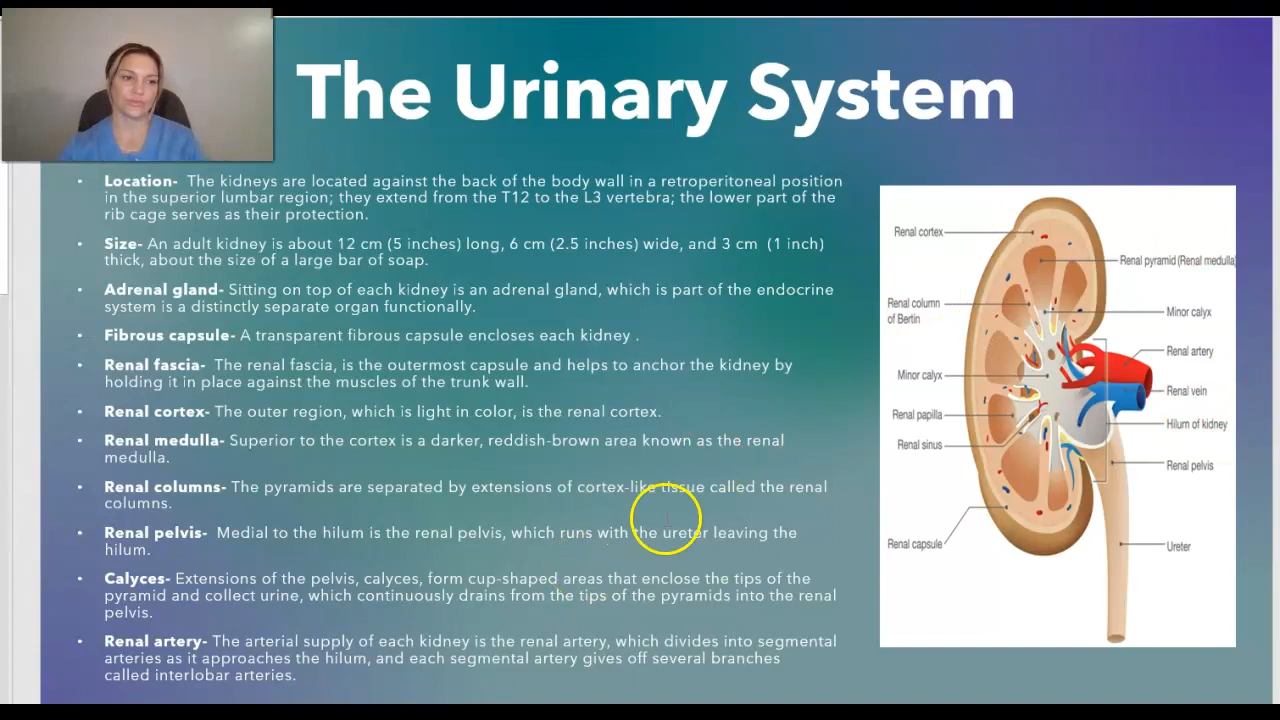 The Urinary System
• Location- The kidneys are located against the back of the body wall in a retroperitoneal position
in the superior lumbar region; they extend from the T12 to the L3 vertebra; the lower part of the
rib cage serves as their protection.
• Size- An adult kidney is about 12 cm (5 inches) long, 6 cm (2.5 inches) wide, and 3 cm (1 inch)
thick, about the size of a large bar of soap.
• Adrenal gland- Sitting on top of each kidney is an adrenal gland, which is part of the endocrine
system is a distinctly separate organ functionally.
• Fibrous capsule- A transparent fibrous capsule encloses each kidney .
• Renal fascia- The renal fascia, is the outermost capsule and helps to anchor the kidney by
holding it in place against the muscles of the trunk wall.
• Renal cortex- The outer region, which is light in color, is the renal cortex.
• Renal medulla- Superior to the cortex is a darker, reddish-brown area known as the renal
medulla.
• Renal columns- The pyramids are separated by extensions of cortex-like tissue called the renal
columns.
• Renal pelvis- Medial to the hilum is the renal pelvis, which runs with the ureter leaving the
hilum.
• Calyces- Extensions of the pelvis, calyces, form cup-shaped areas that enclose the tips of the
pyramid and collect urine, which continuously drains from the tips of the pyramids into the renal
pelvis.
• Renal artery- The arterial supply of each kidney is the renal artery, which divides into segmental
arteries as it approaches the hilum, and each segmental artery gives off several branches
called interlobar arteries.
Renal cortex
Renal column
of Bertin
Minor calyx
Renal papilla
Renal sinus
Renal capsule
Renal pyramid (Renal medulla)
Minor calyx
Renal artery
Renal vein
Hilum of kidney
Renal pelvis
Ureter